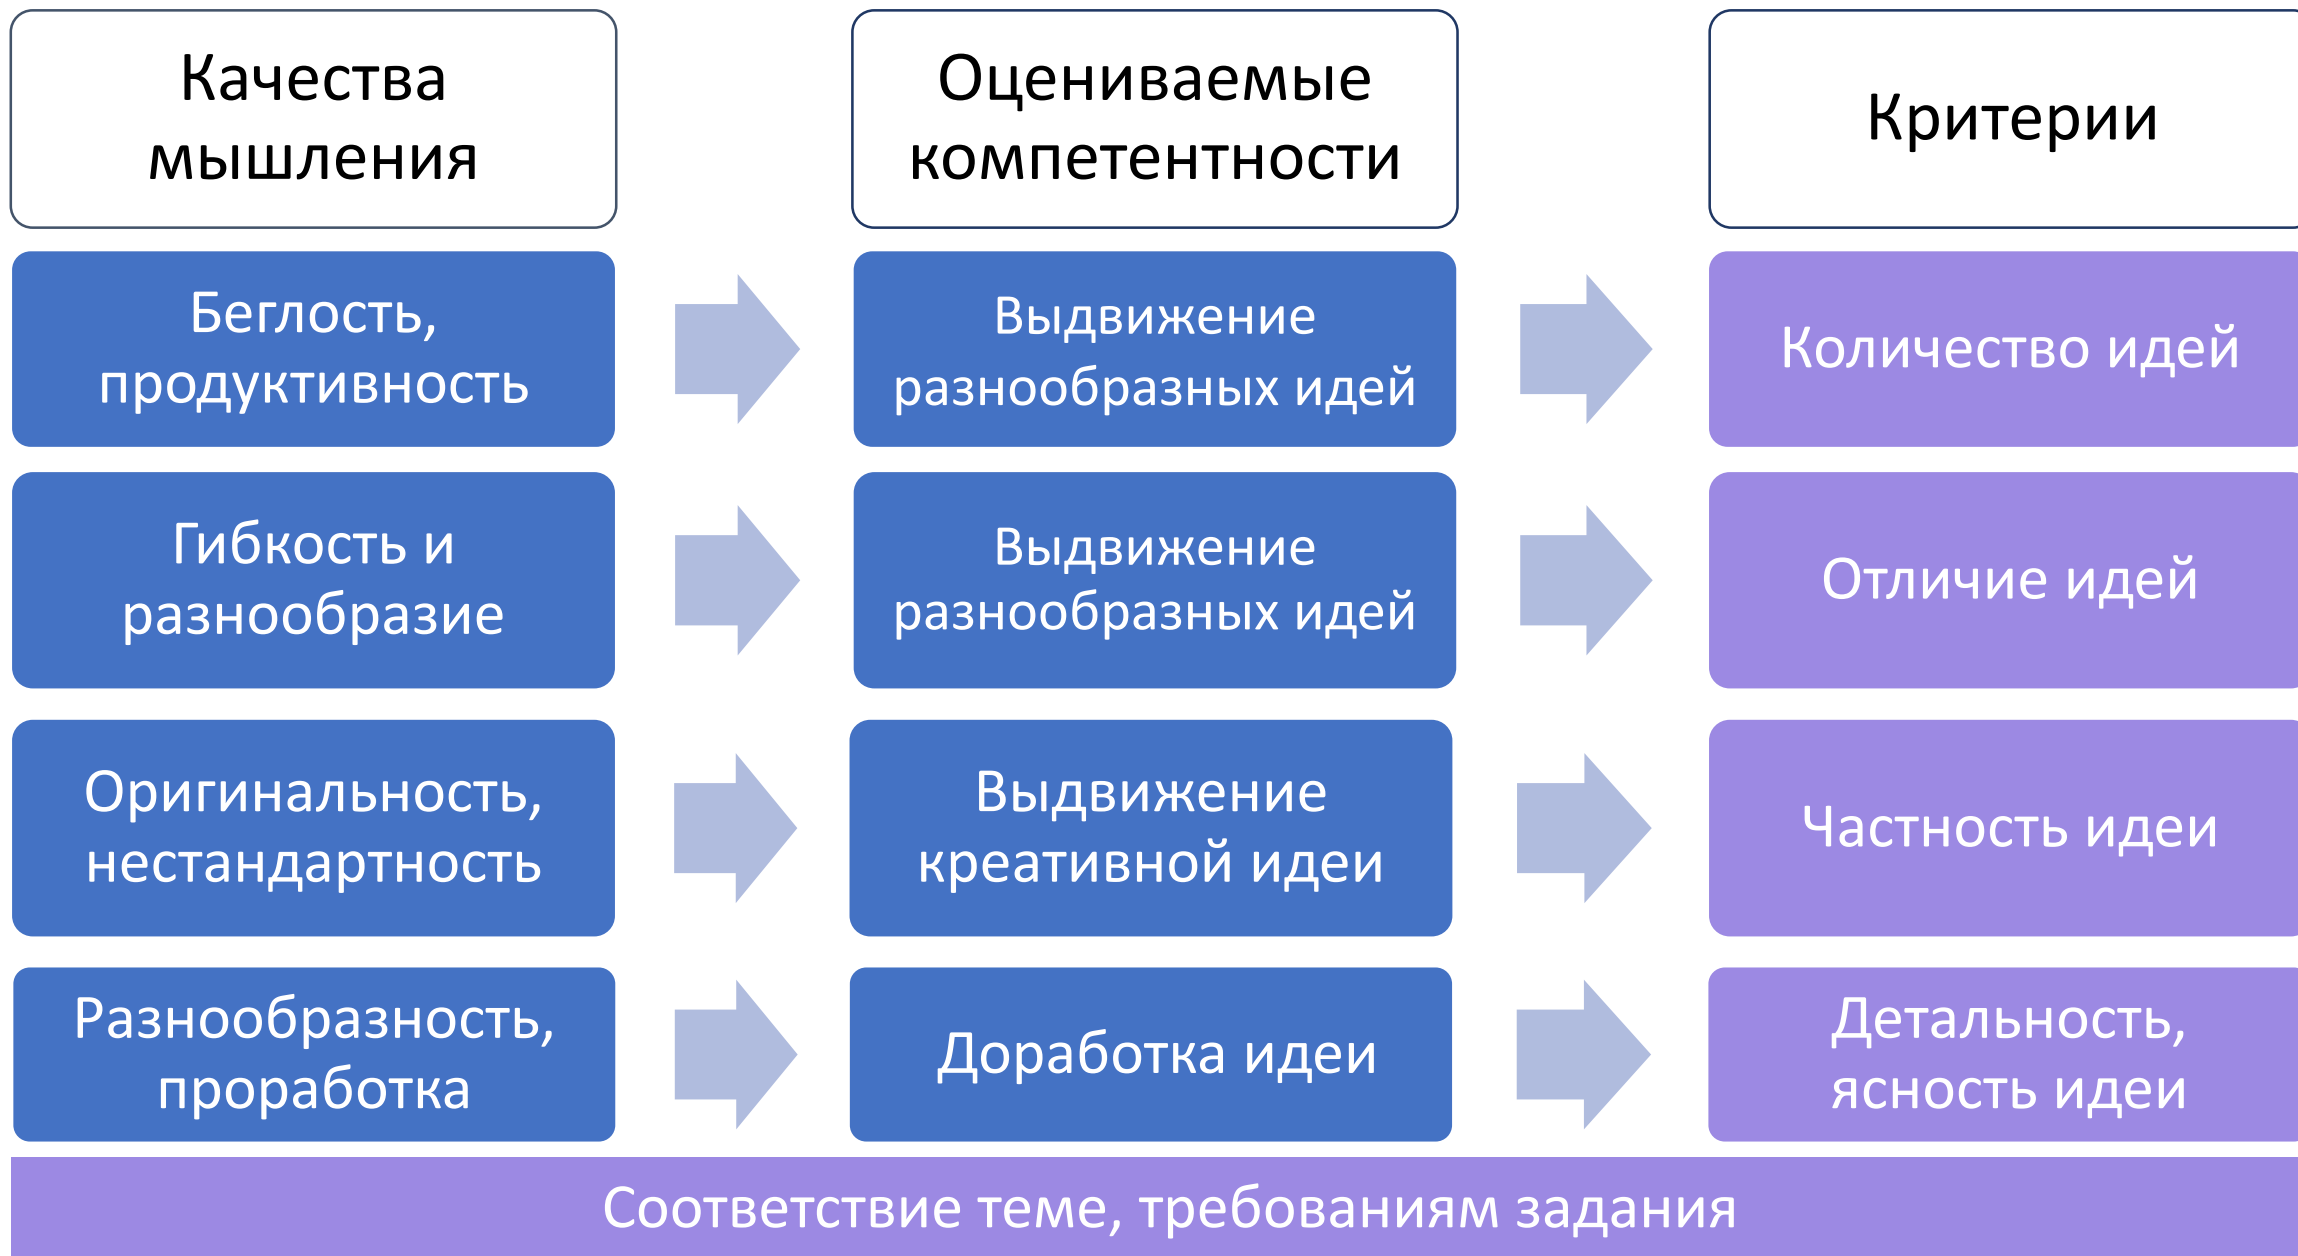 Качества
мышления
Оцениваемые
компетентности
Критерии
Беглость,
продуктивность
Выдвижение
разнообразных идей
Количество идей
Гибкость и
разнообразие
Выдвижение
разнообразных идей
Отличие идей
Оригинальность,
нестандартность
Выдвижение
креативной идеи
Частность идеи
Разнообразность,
проработка
Доработка идеи
Детальность,
ясность идеи
Соответствие теме, требованиям задания